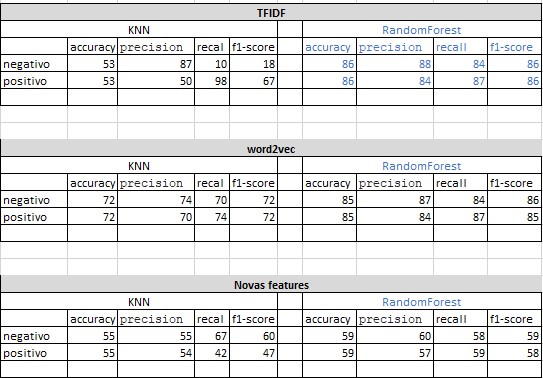 TFIDF
KNN RandomForest
accuracy precision recal f1-score accuracy precision recall f1-score
negativo 53 87 10 18 86 88 84 86
positivo 53 50 98 67 86 84 87 86
word2vec
KNN RandomForest
accuracy precision recal f1-score accuracy precision recall f1-score
negativo 72 74 70 72 85 87 84 86
positivo 72 70 74 72 85 84 87 85
Novas features
KNN RandomForest
accuracy precision recal f1-score accuracy precision recall f1-score
negativo 55 55 67 60 59 60 58 59
positivo 55 54 42 47 59 57 59 58